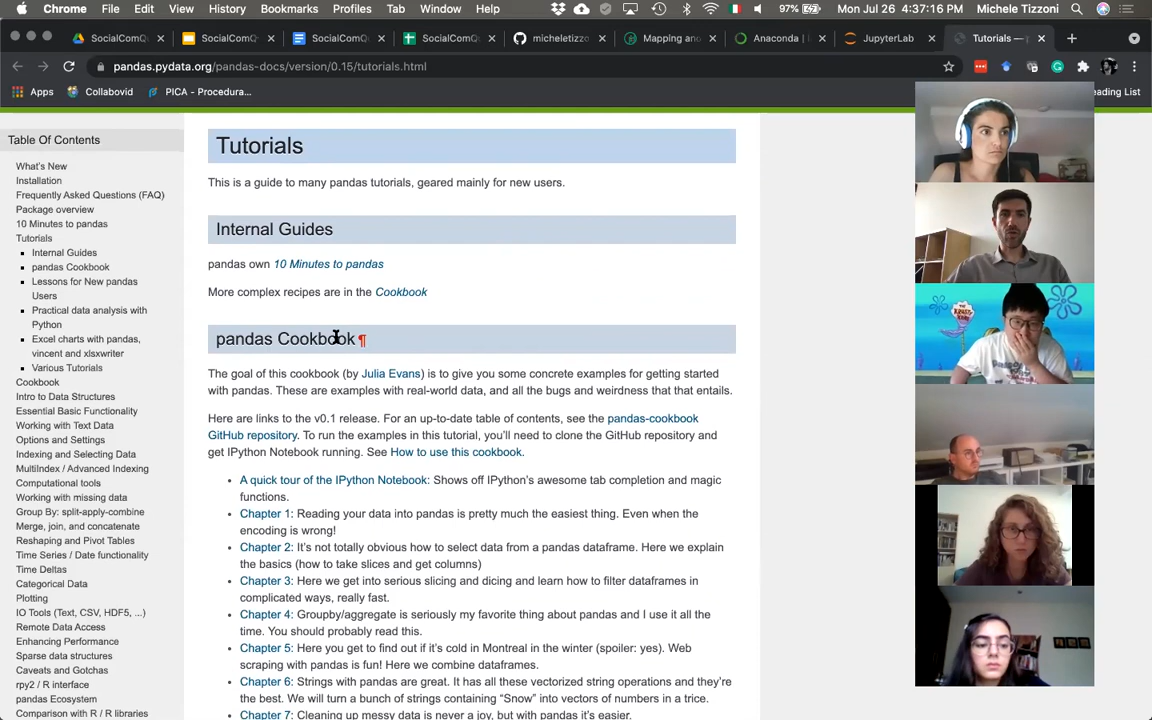 Chrome File Edit View History Bookmarks Profiles Tab Window Help 97% Mon Jul 26 4:37:16 PM Michele Tizzoni
SocialComQ SocialComQ SocialComQ SocialComQ micheletizzo Mapping an Anaconda | JupyterLab Tutorials —
pandas.pydata.org/pandas-docs/version/0.15/tutorials.html
Apps Collabovid PICA - Procedura... eading List
Table Of Contents
What's New
Installation
Frequently Asked Questions (FAQ)
Package overview
10 Minutes to pandas
Tutorials
Internal Guides
pandas Cookbook
Lessons for New pandas
Users
Practical data analysis with
Python
Excel charts with pandas,
vincent and xlsxwriter
Various Tutorials
Cookbook
Intro to Data Structures
Essential Basic Functionality
Working with Text Data
Options and Settings
Indexing and Selecting Data
MultiIndex / Advanced Indexing
Computational tools
Working with missing data
Group By: split-apply-combine
Merge, join, and concatenate
Reshaping and Pivot Tables
Time Series / Date functionality
Time Deltas
Categorical Data
Plotting
IO Tools (Text, CSV, HDF5, ...)
Remote Data Access
Enhancing Performance
Sparse data structures
Caveats and Gotchas
rpy2 / R interface
pandas Ecosystem
Comparison with R / R libraries
Tutorials
This is a guide to many pandas tutorials, geared mainly for new users.
Internal Guides
pandas own 10 Minutes to pandas
More complex recipes are in the Cookbook
pandas Cookbook ¶
The goal of this cookbook (by Julia Evans) is to give you some concrete examples for getting started
with pandas. These are examples with real-world data, and all the bugs and weirdness that that entails.
Here are links to the v0.1 release. For an up-to-date table of contents, see the pandas-cookbook
GitHub repository. To run the examples in this tutorial, you'll need to clone the GitHub repository and
get IPython Notebook running. See How to use this cookbook.
A quick tour of the IPython Notebook: Shows off IPython's awesome tab completion and magic
functions.
Chapter 1: Reading your data into pandas is pretty much the easiest thing. Even when the
encoding is wrong!
Chapter 2: It's not totally obvious how to select data from a pandas dataframe. Here we explain
the basics (how to take slices and get columns)
Chapter 3: Here we get into serious slicing and dicing and learn how to filter dataframes in
complicated ways, really fast.
Chapter 4: Groupby/aggregate is seriously my favorite thing about pandas and I use it all the
time. You should probably read this.
Chapter 5: Here you get to find out if it's cold in Montreal in the winter (spoiler: yes). Web
scraping with pandas is fun! Here we combine dataframes.
Chapter 6: Strings with pandas are great. It has all these vectorized string operations and they're
the best. We will turn a bunch of strings containing "Snow" into vectors of numbers in a trice.
Chapter 7: Cleaning up messy data is never a joy, but with pandas it's easier.